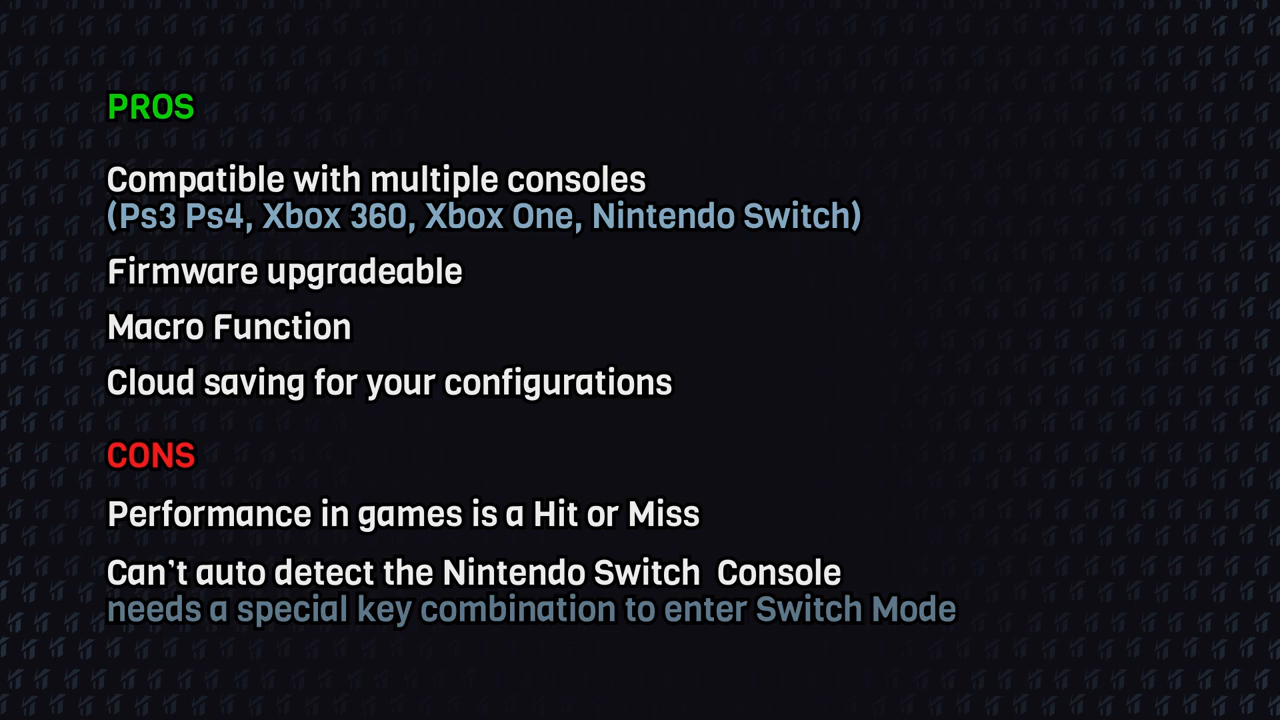 PROS
Compatible with multiple consoles
(Ps3 Ps4, Xbox 360, Xbox One, Nintendo Switch)
Firmware upgradeable
Macro Function
Cloud saving for your configurations
CONS
Performance in games is a Hit or Miss
Can't auto detect the Nintendo Switch  Console
needs a special key combination to enter Switch Mode